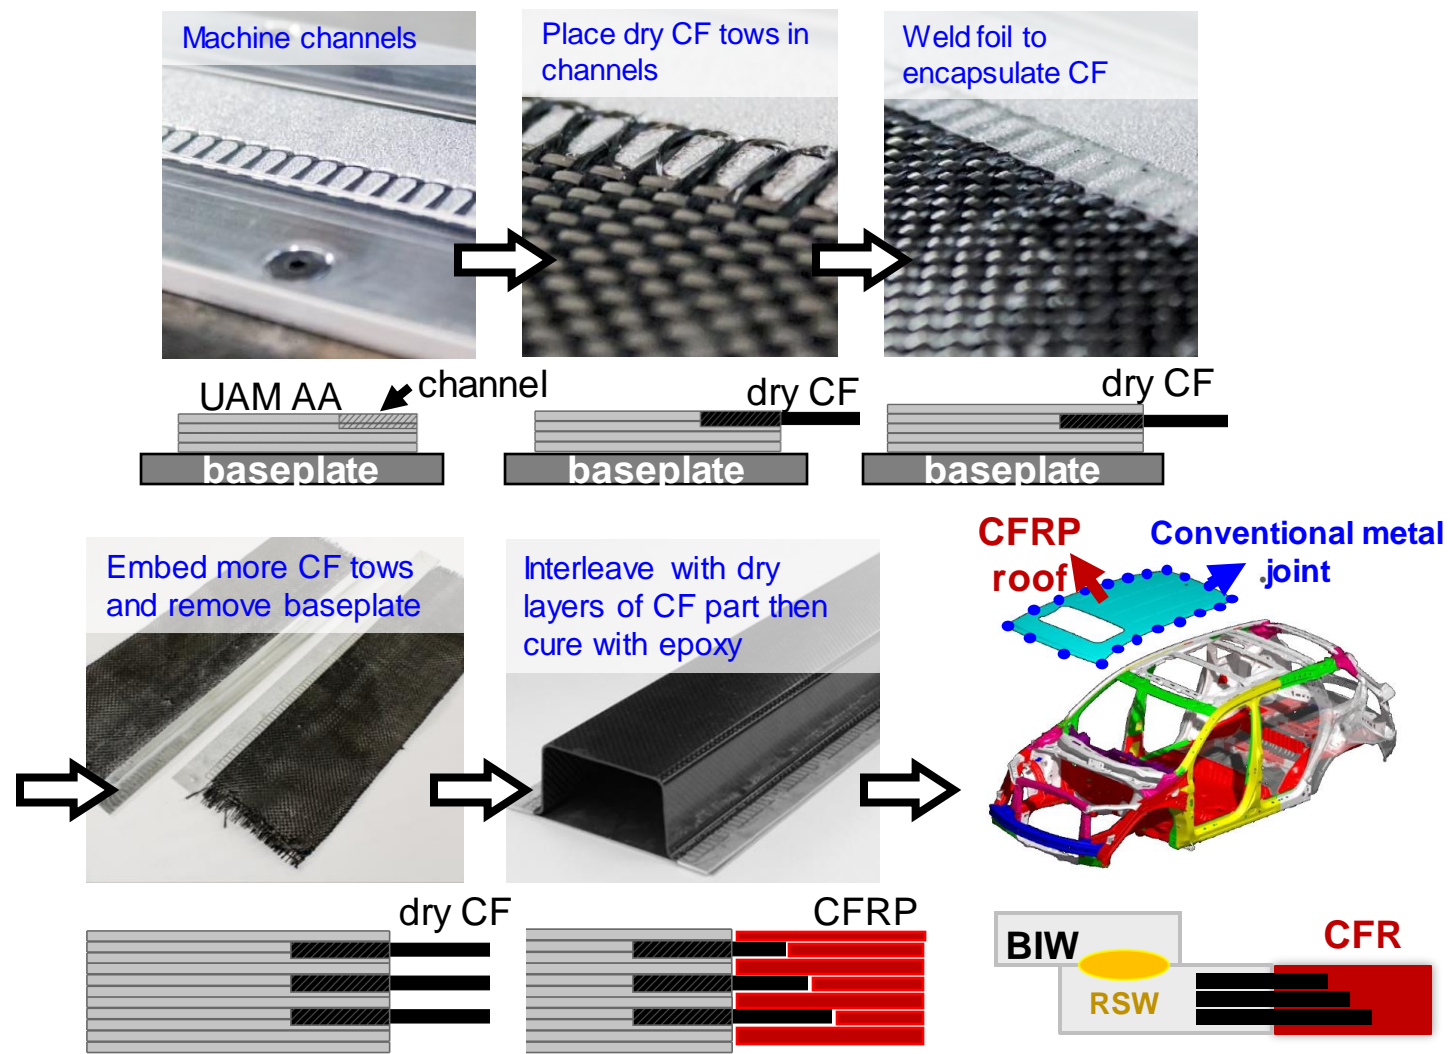 Machine channels
Place dry CF tows in
channels
Weld foil to
encapsulate CF
UAM AA
channel
baseplate
dry CF
baseplate
dry CF
baseplate
Embed more CF tows
and remove baseplate
Interleave with dry
layers of CF part then
cure with epoxy
CFRP
roof
Conventional metal
joint
dry CF
CFRP
BIW
RSW
CFR